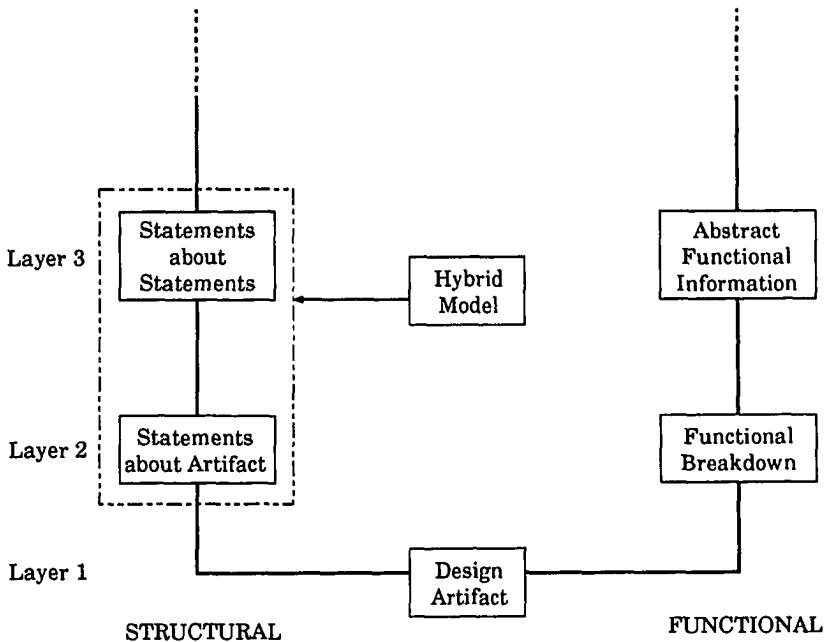 Layer 3
Statements
about
Statements
Hybrid
Model
Abstract
Functional
Information
Layer 2
Statements
about Artifact
Functional
Breakdown
Layer 1
Design
Artifact
STRUCTURAL
FUNCTIONAL